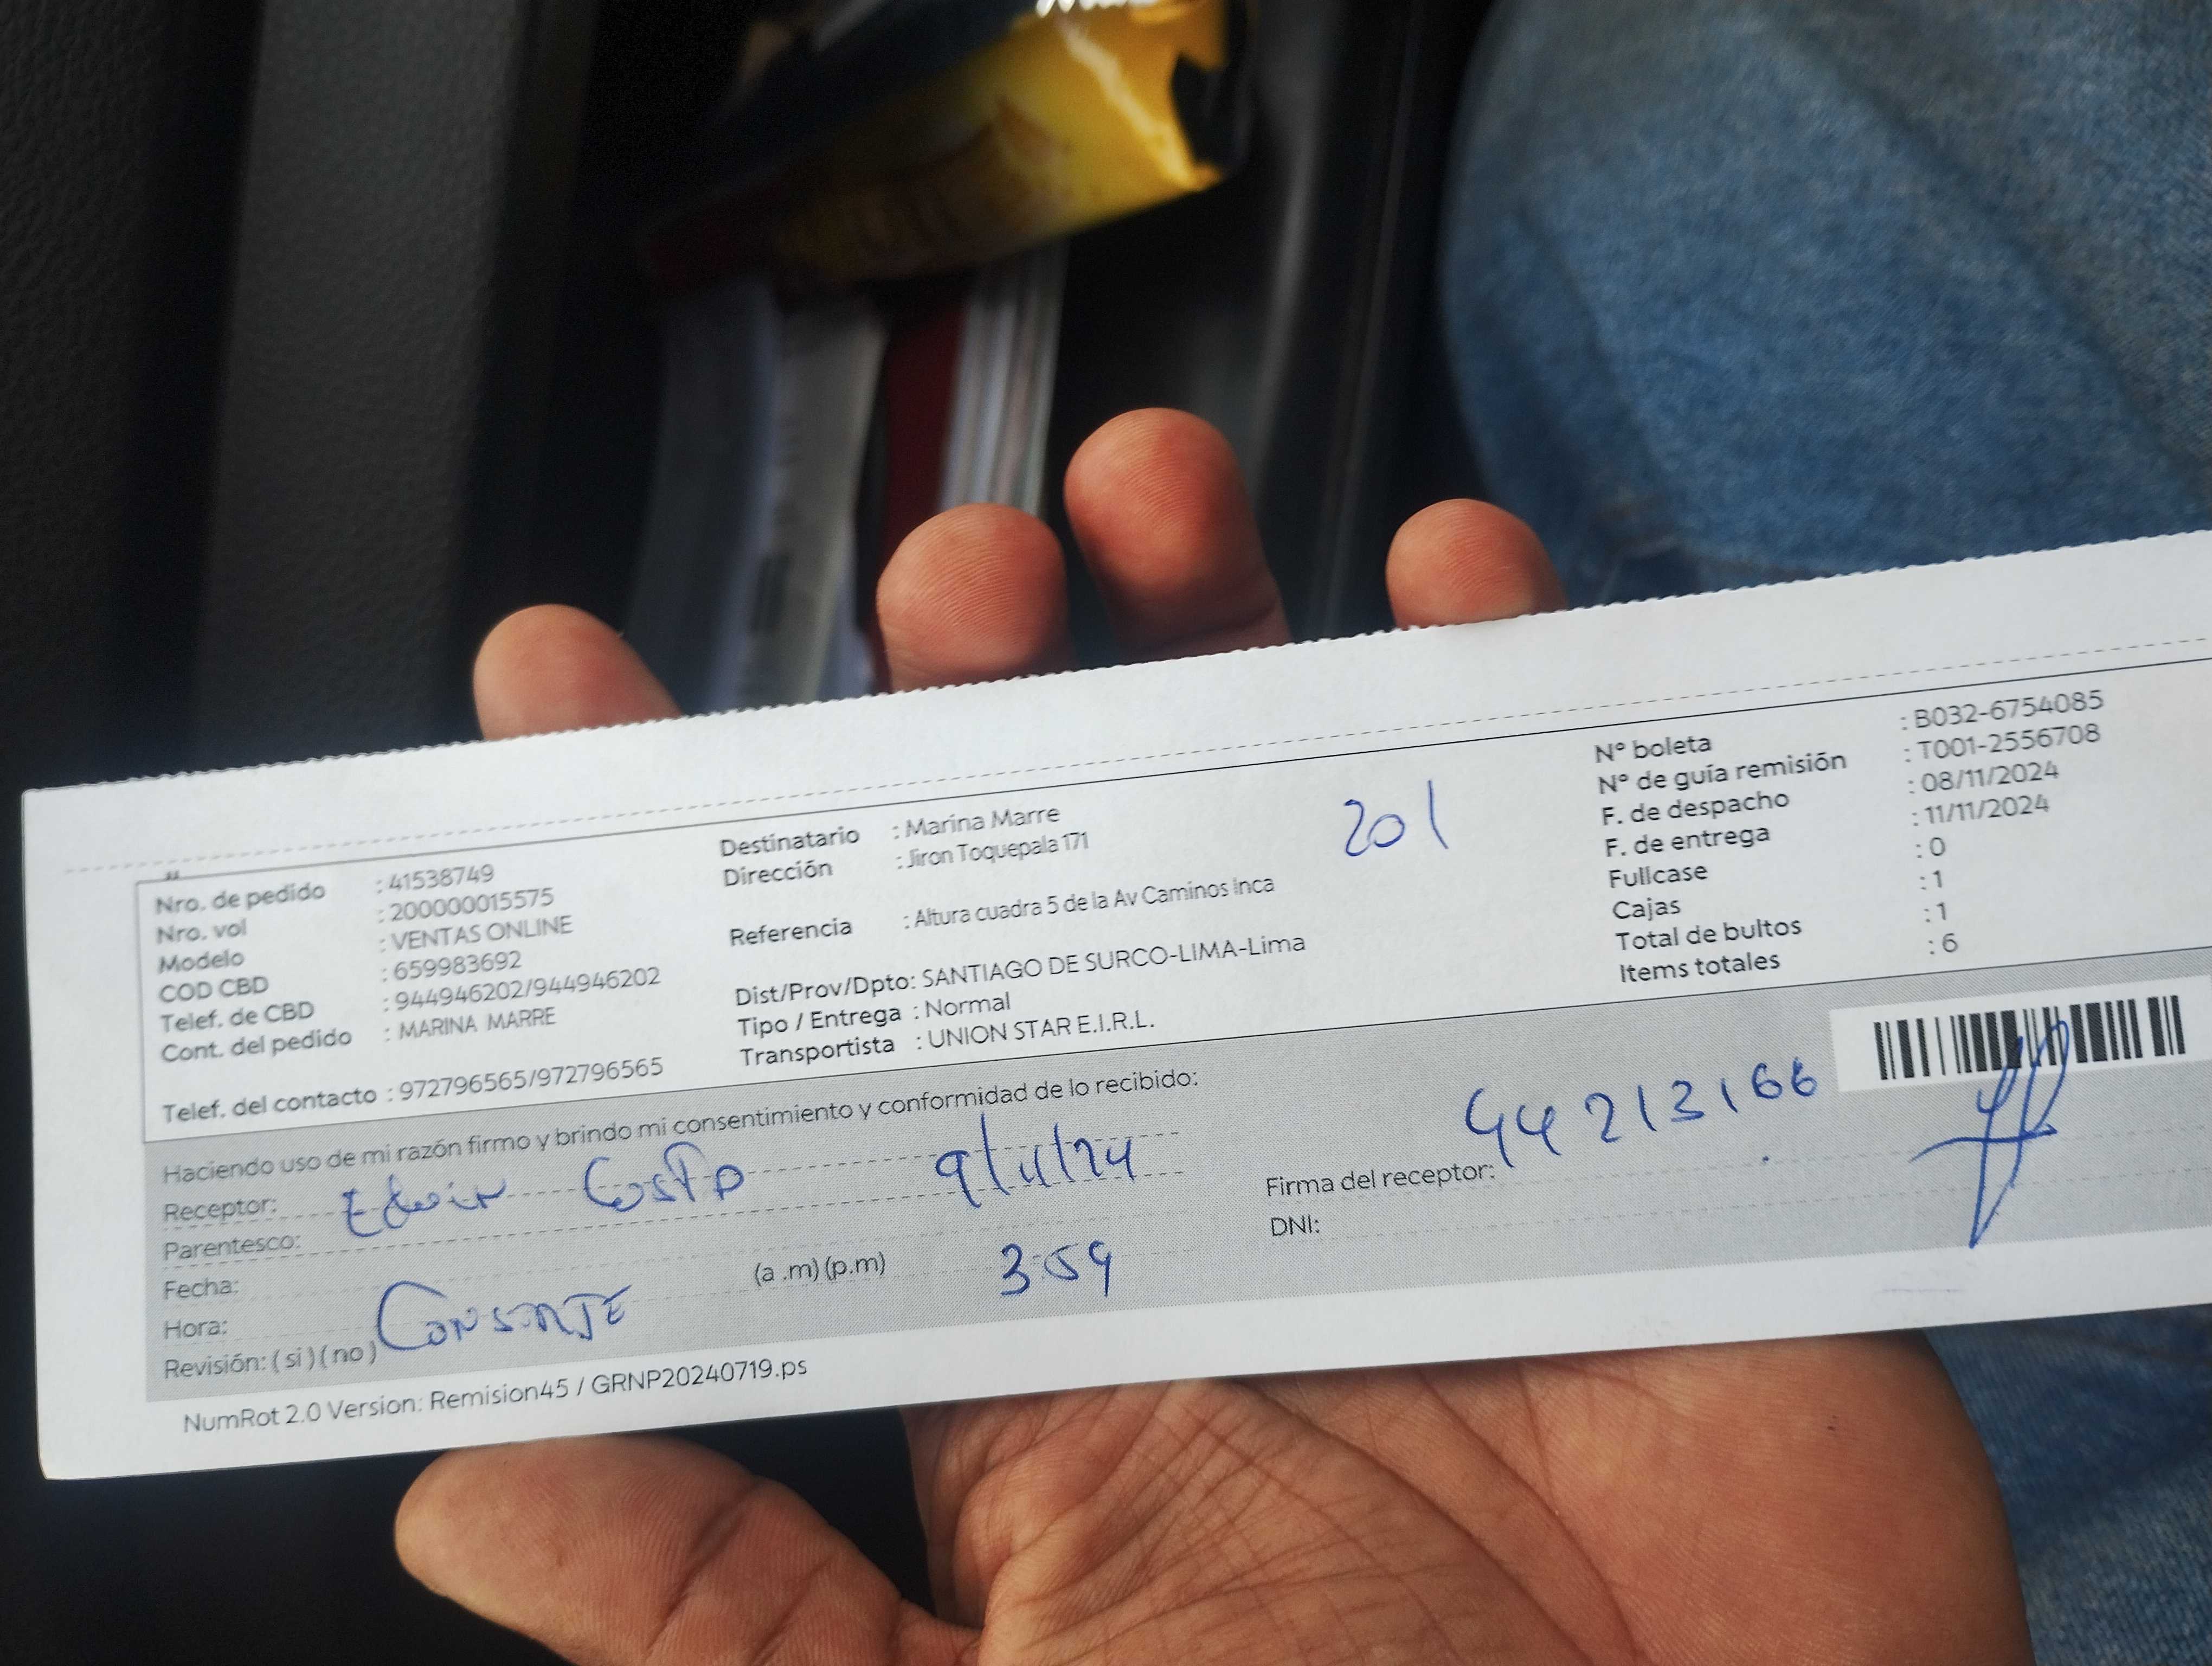 Nro. de pedido : 41538749
Nro. vol : 200000015575
Modelo : VENTAS ONLINE
COD CBD : 659983692
Telef. de CBD : 944946202/944946202
Cont. del pedido : MARINA MARRE
Telef. del contacto : 972796565/972796565
Destinatario : Marina Marre
Dirección : Jiron Toquepala 171
201
Referencia : Altura cuadra 5 de la Av Caminos Inca
Dist/Prov/Dpto: SANTIAGO DE SURCO-LIMA-Lima
Tipo / Entrega : Normal
Transportista : UNION STAR E.I.R.L.
N° boleta : B032-6754085
N° de guía remisión : T001-2556708
F. de despacho : 08/11/2024
F. de entrega : 11/11/2024
Fullcase : 0
Cajas : 1
Total de bultos : 1
Items totales : 6
Haciendo uso de mi razón firmo y brindo mi consentimiento y conformidad de lo recibido:
Receptor: Edwin 9/11/24
Parentesco:
Fecha:
Hora: (a .m) (p.m) 3 59
Revisión: ( si ) ( no )
Firma del receptor: 44213166
DNI:
NumRot 2.0 Version: Remision45 / GRNP20240719.ps